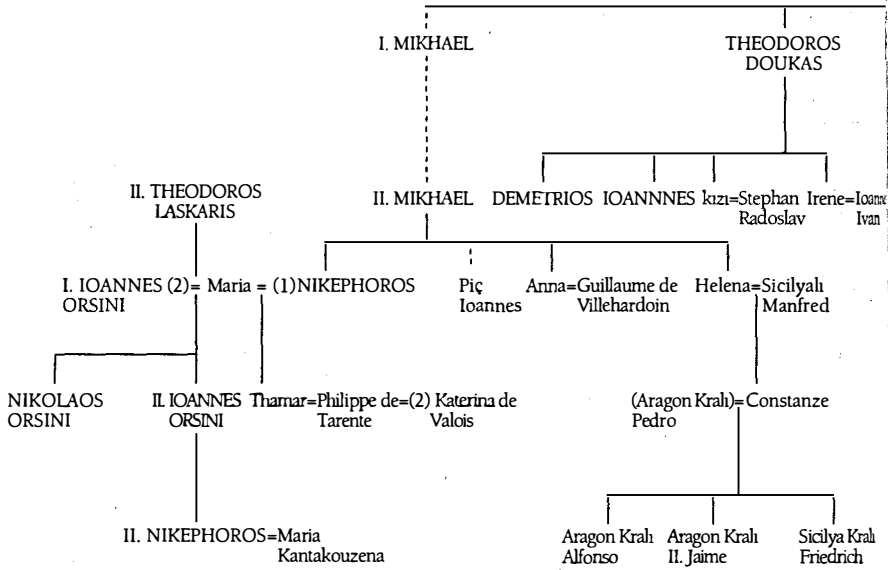 I. MIKHAEL THEODOROS
DOUKAS
II. THEODOROS
LASKARIS
II. MIKHAEL DEMETRIOS IOANNNES kızı=Stephan Irene=Ioanne
Radoslav Ivan
I. IOANNES (2)= Maria = (1)NIKEPHOROS Piç Anna=Guillaume de Helena=Sicilyalı
ORSINI Ioannes Villehardoin Manfred
NIKOLAOS II. IOANNES Thamar=Philippe de=(2) Katerina de (Aragon Kralı)=Constanze
ORSINI ORSINI Tarente Valois Pedro
II. NIKEPHOROS=Maria Aragon Kralı Aragon Kralı Sicilya Kralı
Kantakouzena Alfonso II. Jaime Friedrich